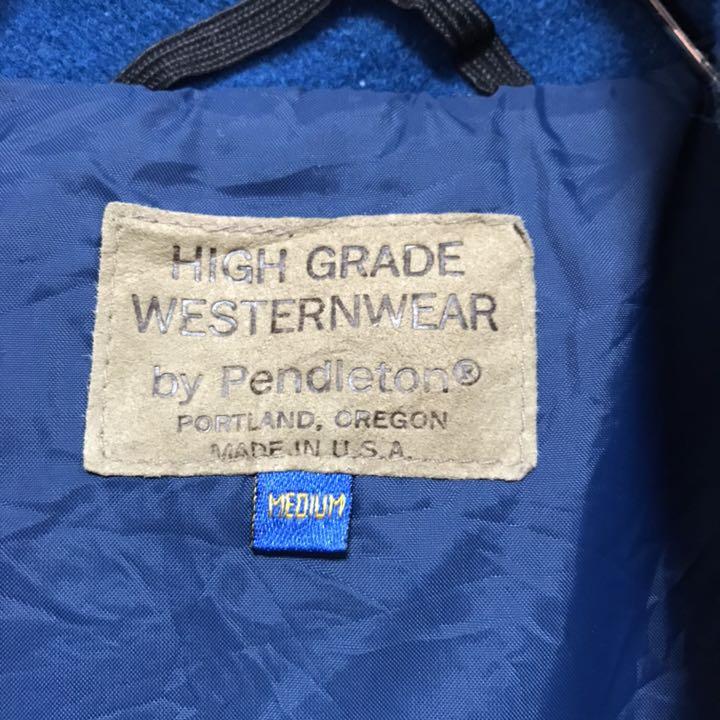 HIGH GRADE
WESTERNWEAR
by Pendleton®
PORTLAND, OREGON
MADE IN U.S.A.
MEDIUM